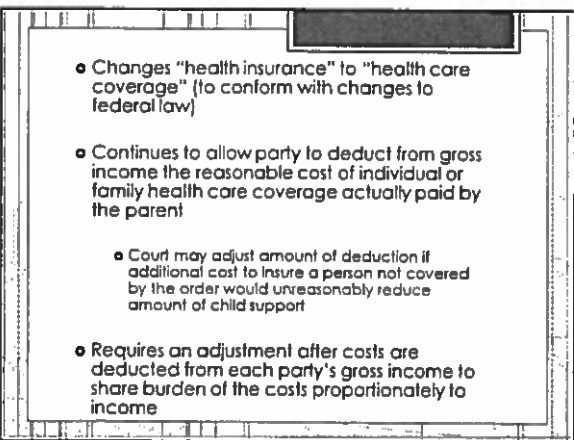 Changes "health insurance" to "health care
coverage" (to conform with changes to
federal law)
Continues to allow party to deduct from gross
income the reasonable cost of individual or
family health care coverage actually paid by
the parent
Court may adjust amount of deduction if
additional cost to insure a person not covered
by the order would unreasonably reduce
amount of child support
Requires an adjustment after costs are
deducted from each party's gross income to
share burden of the costs proportionately to
income